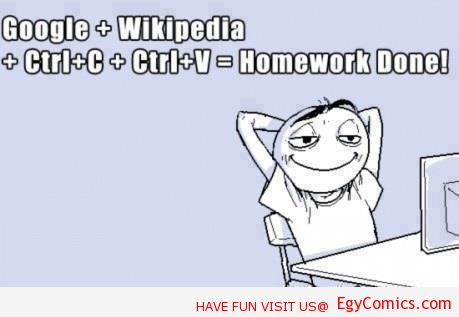 Google + Wikipedia
+ Ctrl+C + Ctrl+V = Homework Done!
HAVE FUN VISIT US@ EgyComics.com